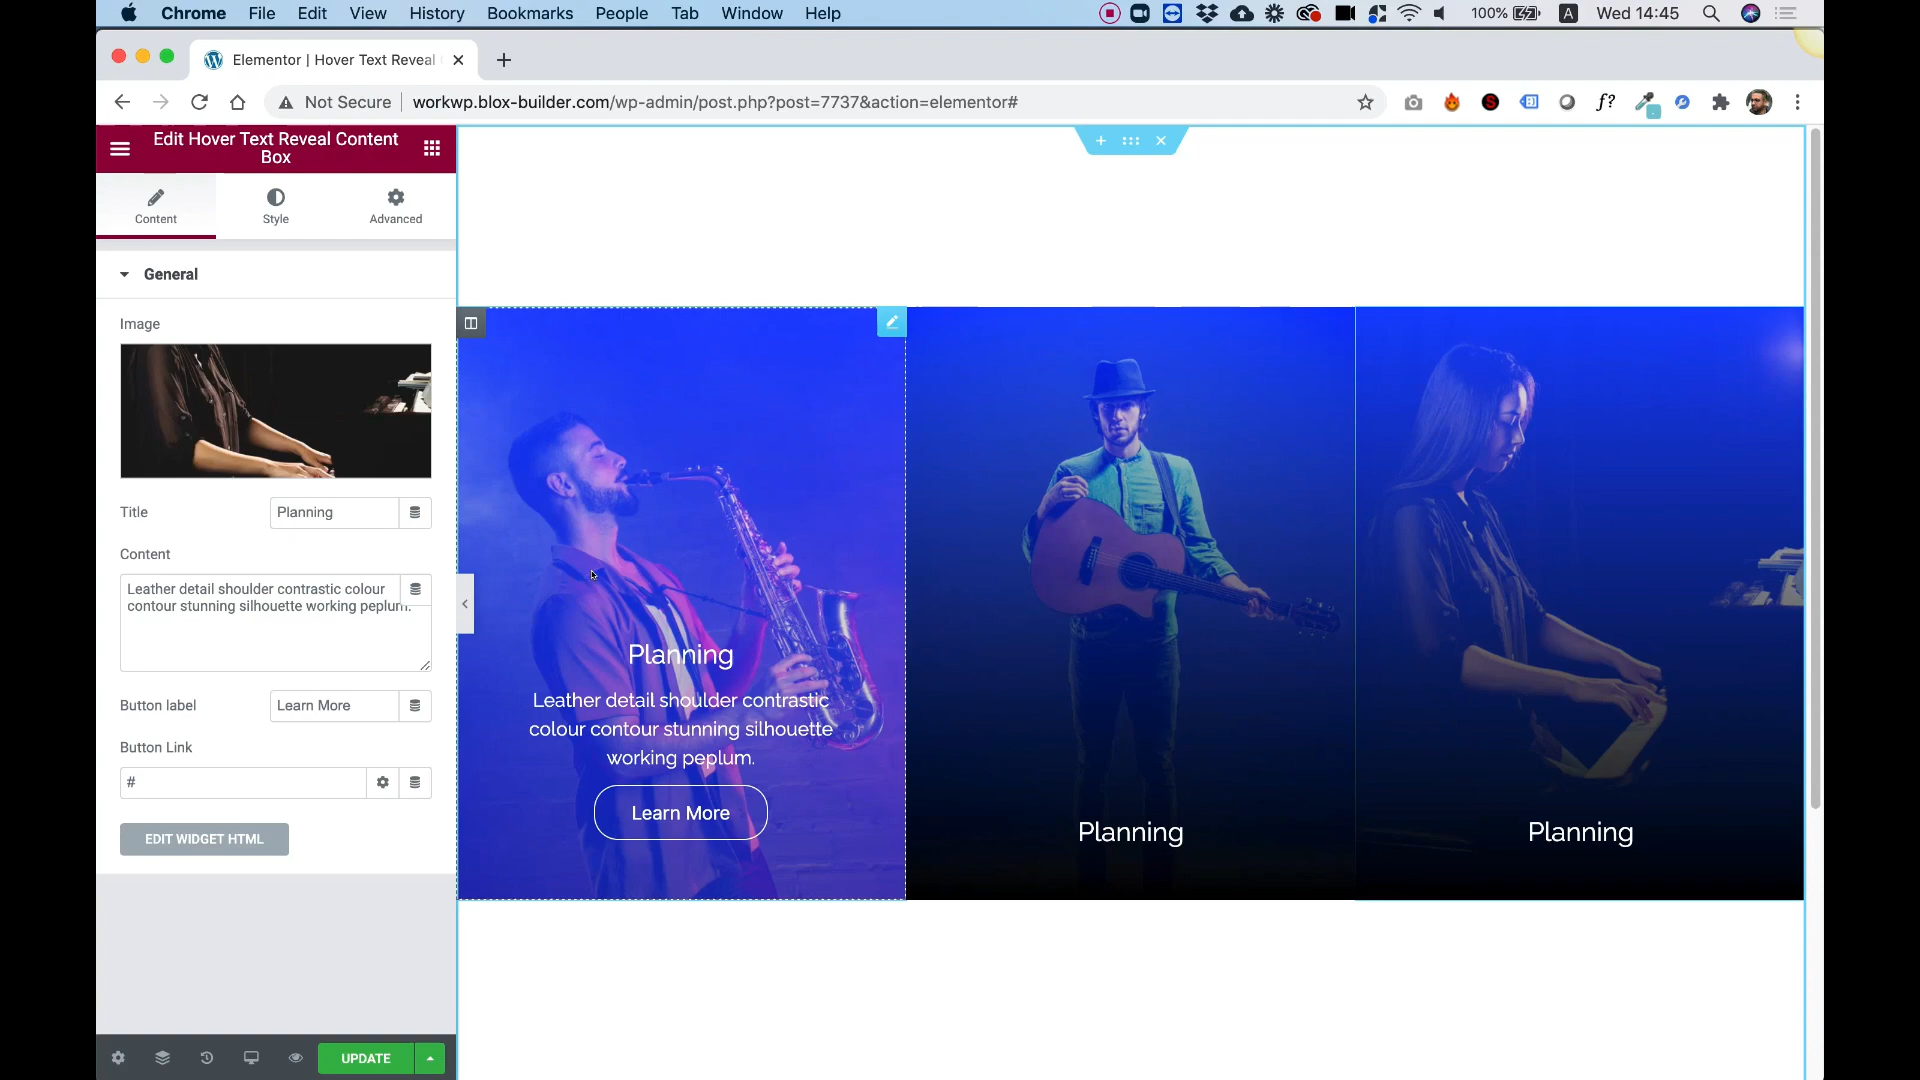 Chrome File Edit View History Bookmarks People Tab Window Help 100% A Wed 14:45
Elementor | Hover Text Reveal
Not Secure workwp.blox-builder.com/wp-admin/post.php?post=7737&action=elementor#
f?
Edit Hover Text Reveal Content
Box
Content Style Advanced
General
Image
Title Planning
Content
Leather detail shoulder contrastic colour
contour stunning silhouette working peplum.
Button label Learn More
Button Link
#
EDIT WIDGET HTML
UPDATE
Planning
Leather detail shoulder contrastic
colour contour stunning silhouette
working peplum.
Learn More
Planning
Planning